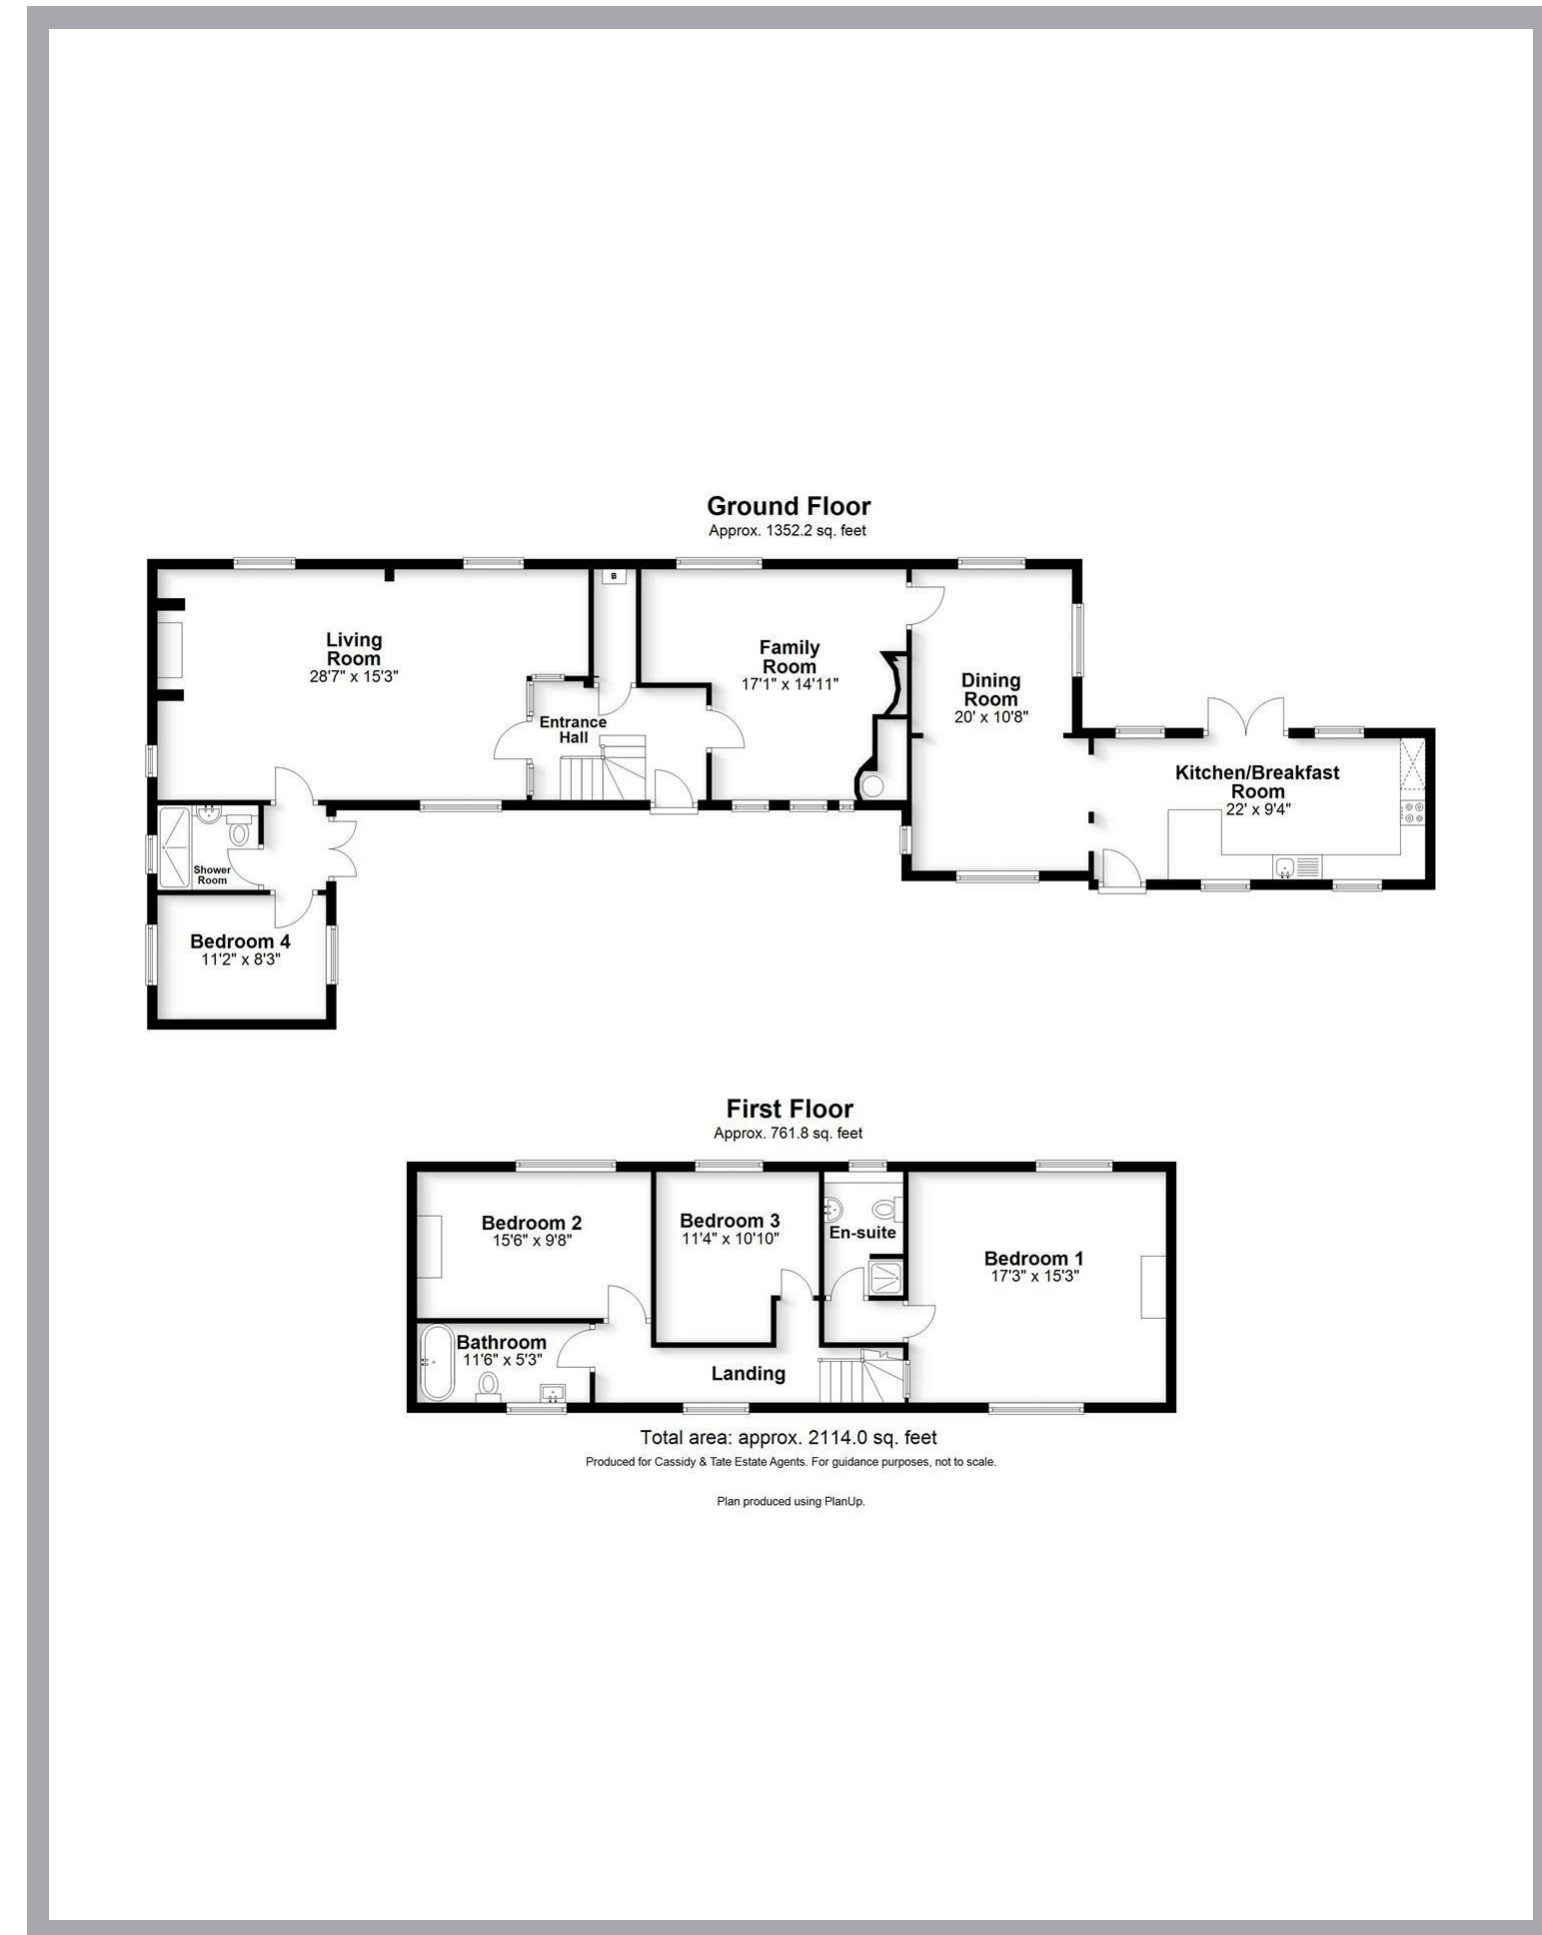 Ground Floor
Approx. 1352.2 sq. feet
B
Living
Room
28'7" x 15'3"
Family
Room
17'1" x 14'11"
Dining
Room
20' x 10'8"
Entrance
Hall
Kitchen/Breakfast
Room
22' x 9'4"
Shower
Room
Bedroom 4
11'2" x 8'3"
First Floor
Approx. 761.8 sq. feet
Bedroom 2
15'6" x 9'8"
Bedroom 3
11'4" x 10'10"
En-suite
Bedroom 1
17'3" x 15'3"
Bathroom
11'6" x 5'3"
Landing
Total area: approx. 2114.0 sq. feet
Produced for Cassidy & Tate Estate Agents. For guidance purposes, not to scale.
Plan produced using PlanUp.